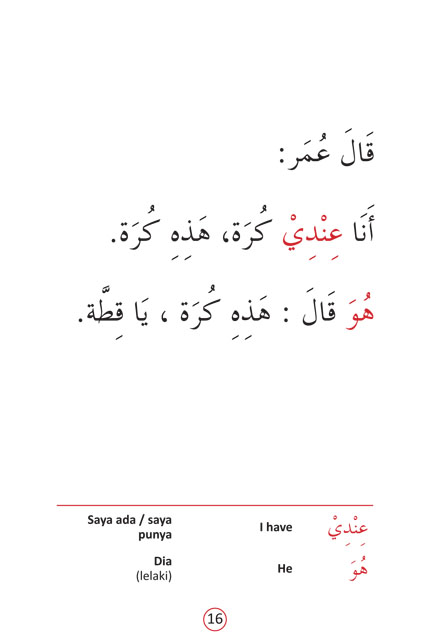 قَالَ عُمَر:
أَنَا عِنْدِيْ كُرَة، هَذِهِ كُرَة.
هُوَ قَالَ : هَذِهِ كُرَة ، يَا قِطَّة.
Saya ada / saya punya I have عِنْدِيْ
Dia (lelaki) He هُوَ
16